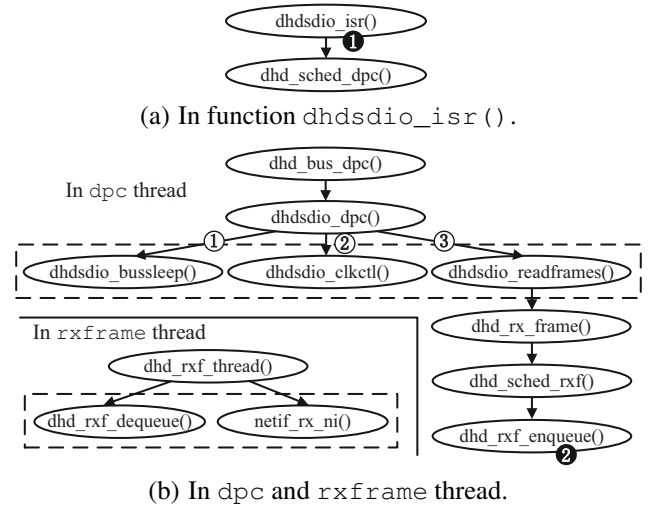 dhdsdio_isr()
❶
dhd_sched_dpc()
(a) In function dhdsdio_isr().
dhd_bus_dpc()
In dpc thread
dhdsdio_dpc()
① ② ③
dhdsdio_bussleep() dhdsdio_clkctl() dhdsdio_readframes()
In rxframe thread
dhd_rx_frame()
dhd_rxf_thread()
dhd_sched_rxf()
dhd_rxf_dequeue() netif_rx_ni() dhd_rxf_enqueue()
❷
(b) In dpc and rxframe thread.